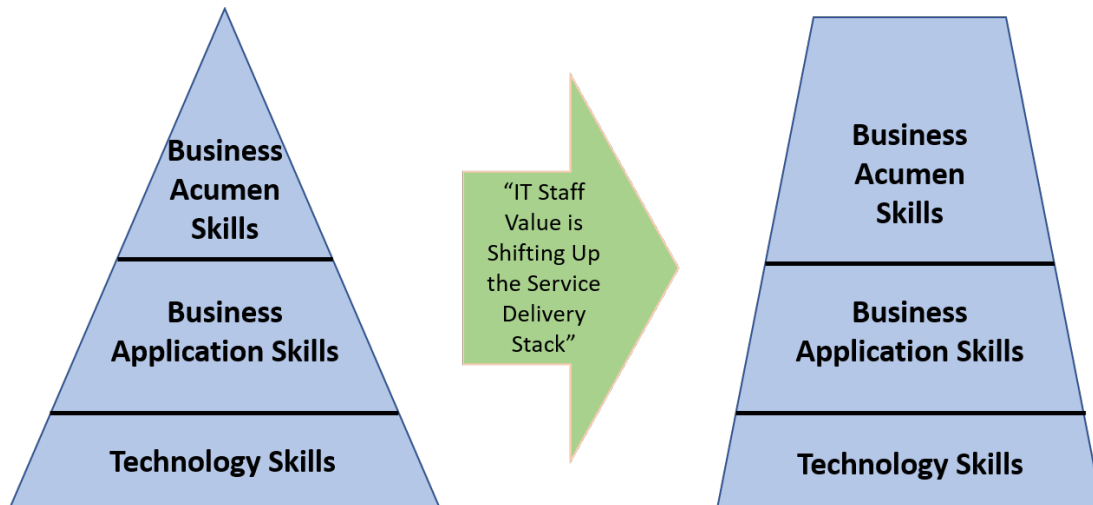 Business
Acumen
Skills
Business
Application Skills
Technology Skills
“IT Staff
Value is
Shifting Up
the Service
Delivery
Stack”
Business
Acumen
Skills
Business
Application Skills
Technology Skills